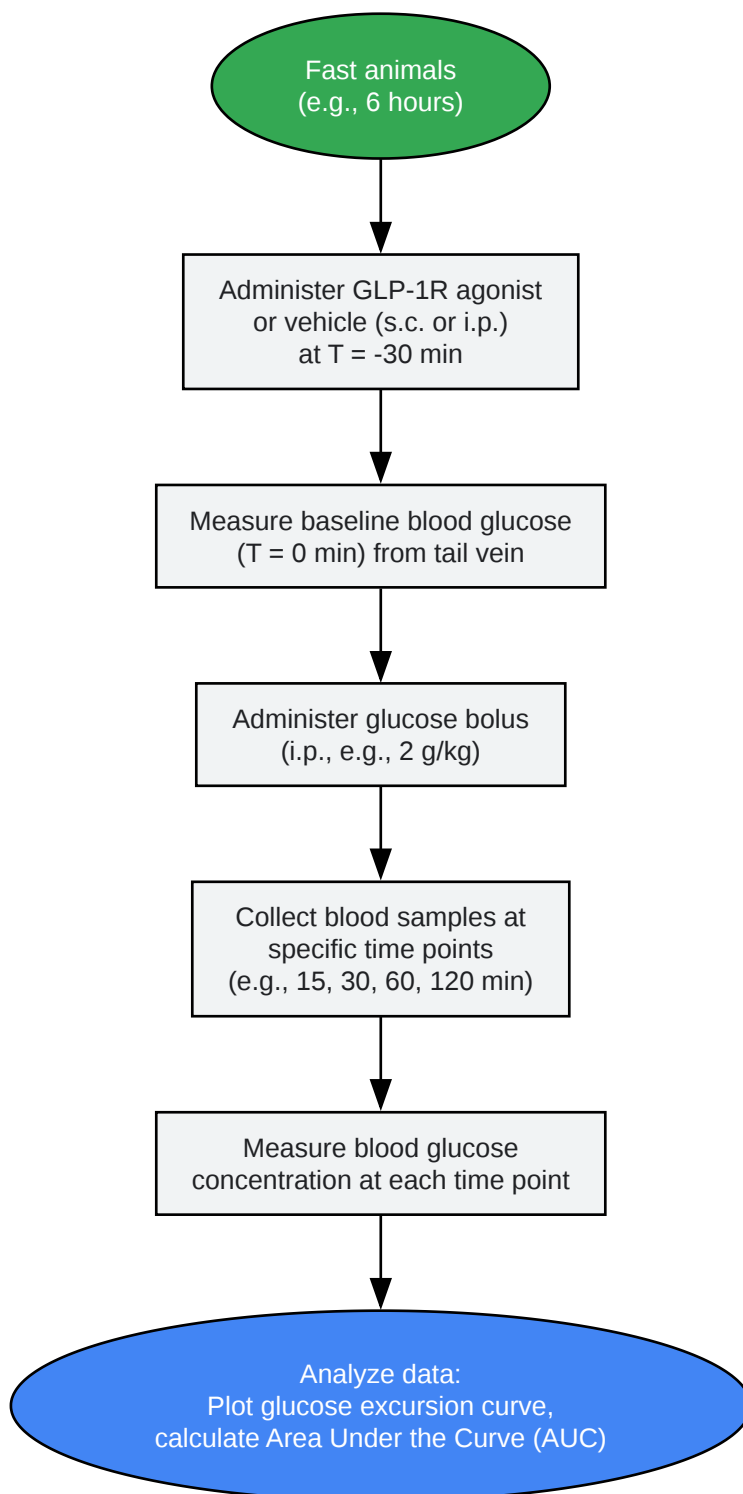 Fast animals
(e.g., 6 hours)
Administer GLP-1R agonist
or vehicle (s.c. or i.p.)
at T = -30 min
Measure baseline blood glucose
(T = 0 min) from tail vein
Administer glucose bolus
(i.p., e.g., 2 g/kg)
Collect blood samples at
specific time points
(e.g., 15, 30, 60, 120 min)
Measure blood glucose
concentration at each time point
Analyze data:
Plot glucose excursion curve,
calculate Area Under the Curve (AUC)